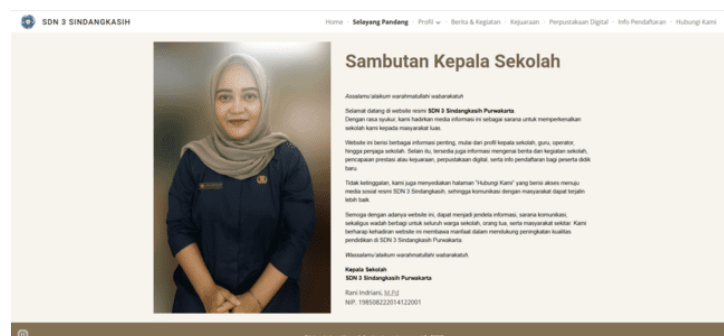 SDN 3 SINDANGKASIH
Home Selayang Pandang Profil Berita & Kegiatan Kejuaraan Perpustakaan Digital Info Pendaftaran Hubungi Kami
Sambutan Kepala Sekolah
Assalamu'alaikum warahmatullahi wabarakatuh
Selamat datang di website resmi SDN 3 Sindangkasih Purwakarta.
Dengan rasa syukur, kami hadirkan media informasi ini sebagai sarana untuk memperkenalkan
sekolah kami kepada masyarakat luas.
Website ini berisi berbagai informasi penting, mulai dari profil kepala sekolah, guru, operator,
hingga penjaga sekolah. Selain itu, tersedia juga informasi mengenai berita dan kegiatan sekolah,
pencapaian prestasi atau kejuaraan, perpustakaan digital, serta info pendaftaran bagi peserta didik
baru.
Tidak ketinggalan, kami juga menyediakan halaman "Hubungi Kami" yang berisi akses menuju
media sosial resmi SDN 3 Sindangkasih, sehingga komunikasi dengan masyarakat dapat terjalin
lebih baik.
Semoga dengan adanya website ini, dapat menjadi jendela informasi, sarana komunikasi,
sekaligus wadah berbagi untuk seluruh warga sekolah, orang tua, serta masyarakat sekitar. Kami
berharap kehadiran website ini membawa manfaat dalam mendukung peningkatan kualitas
pendidikan di SDN 3 Sindangkasih Purwakarta.
Wassalamu'alaikum warahmatullahi wabarakatuh
Kepala Sekolah
SDN 3 Sindangkasih Purwakarta
Rani Indriani, M.Pd
NIP. 198508222014122001